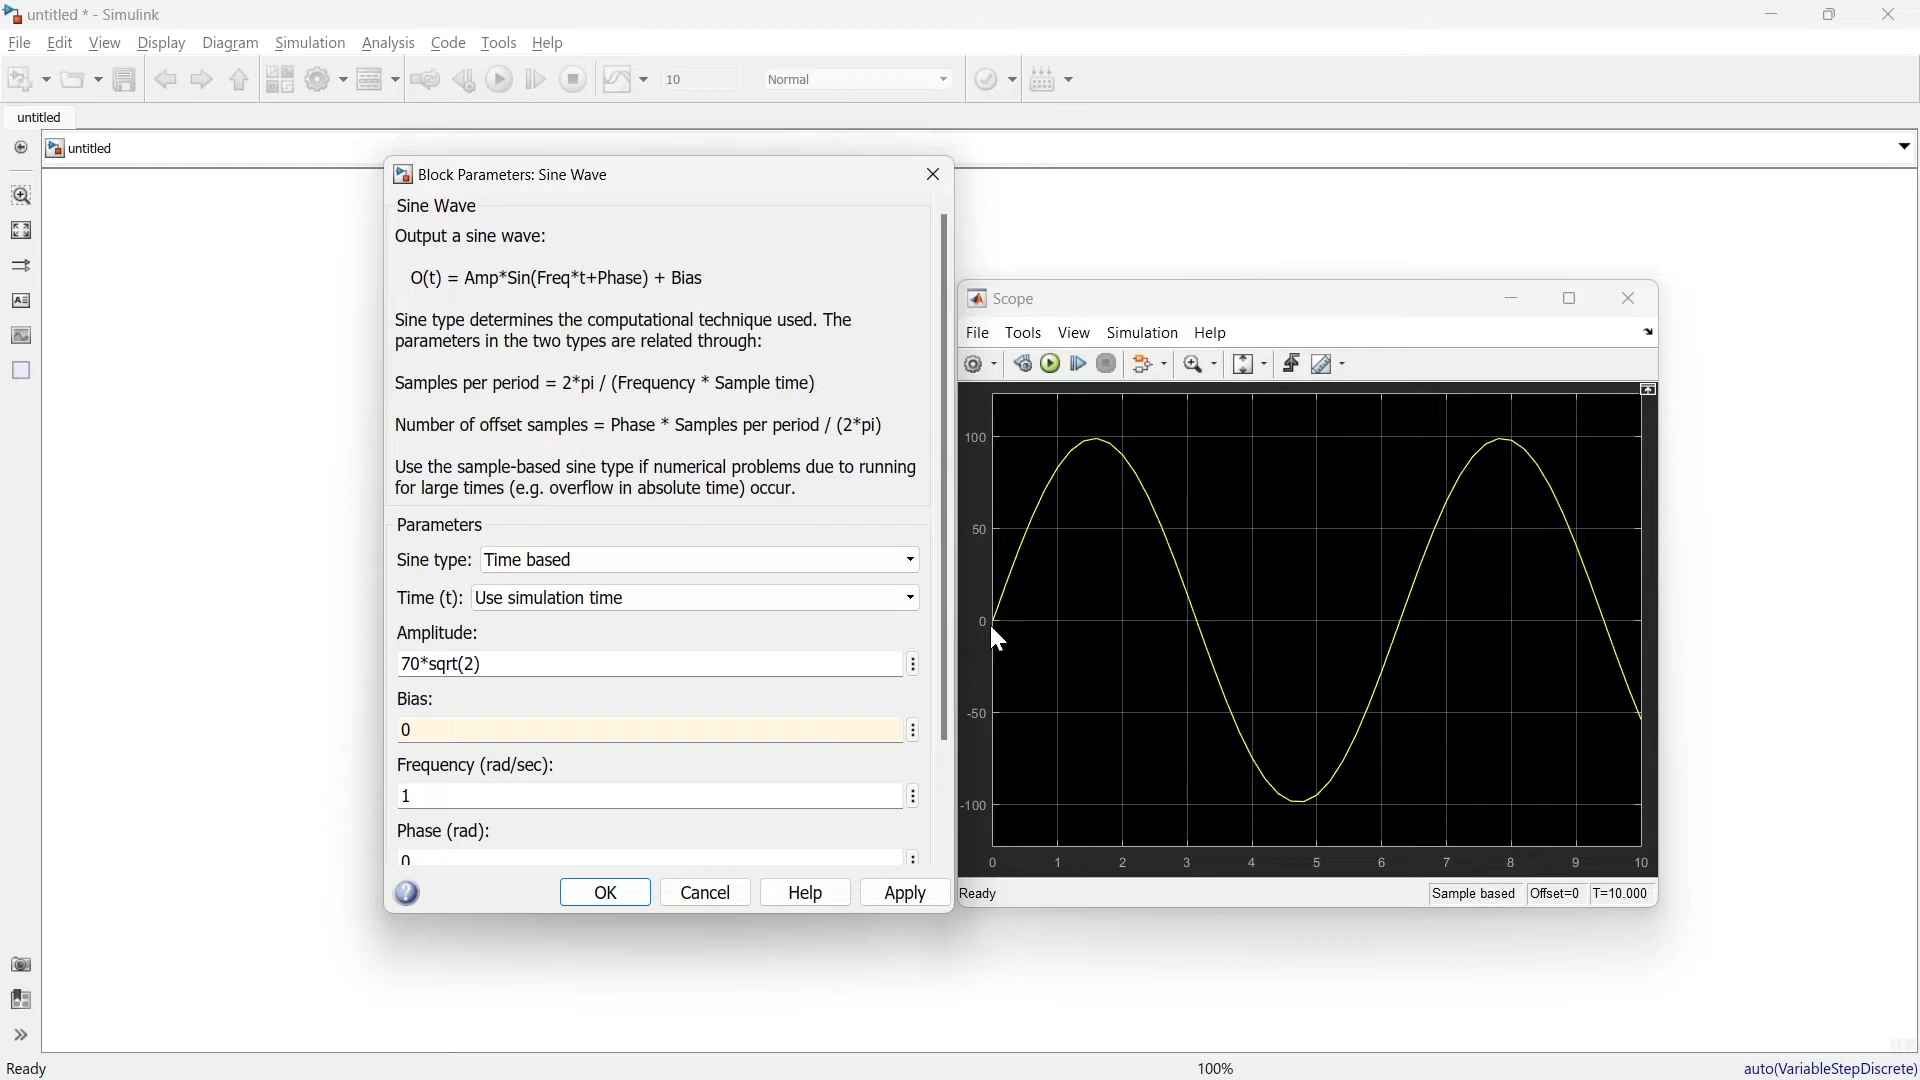 untitled * - Simulink
File Edit View Display Diagram Simulation Analysis Code Tools Help
10 Normal
untitled
untitled
Block Parameters: Sine Wave
Sine Wave
Output a sine wave:
O(t) = Amp*Sin(Freq*t+Phase) + Bias
Sine type determines the computational technique used. The
parameters in the two types are related through:
Samples per period = 2*pi / (Frequency * Sample time)
Number of offset samples = Phase * Samples per period / (2*pi)
Use the sample-based sine type if numerical problems due to running
for large times (e.g. overflow in absolute time) occur.
Parameters
Sine type: Time based
Time (t): Use simulation time
Amplitude:
70*sqrt(2)
Bias:
0
Frequency (rad/sec):
1
Phase (rad):
0
OK Cancel Help Apply
Scope
File Tools View Simulation Help
100
50
0
-50
-100
0 1 2 3 4 5 6 7 8 9 10
Ready Sample based Offset=0 T=10.000
Ready 100% auto(VariableStepDiscrete)